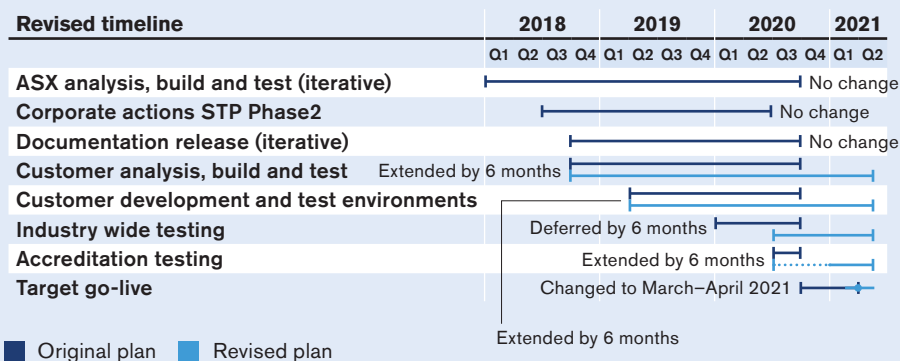 Revised timeline 2018 2019 2020 2021
Q1 Q2 Q3 Q4 Q1 Q2 Q3 Q4 Q1 Q2 Q3 Q4 Q1 Q2
ASX analysis, build and test (iterative) No change
Corporate actions STP Phase2 No change
Documentation release (iterative) No change
Customer analysis, build and test Extended by 6 months
Customer development and test environments
Industry wide testing Deferred by 6 months
Accreditation testing Extended by 6 months
Target go-live Changed to March–April 2021
Extended by 6 months
Original plan Revised plan